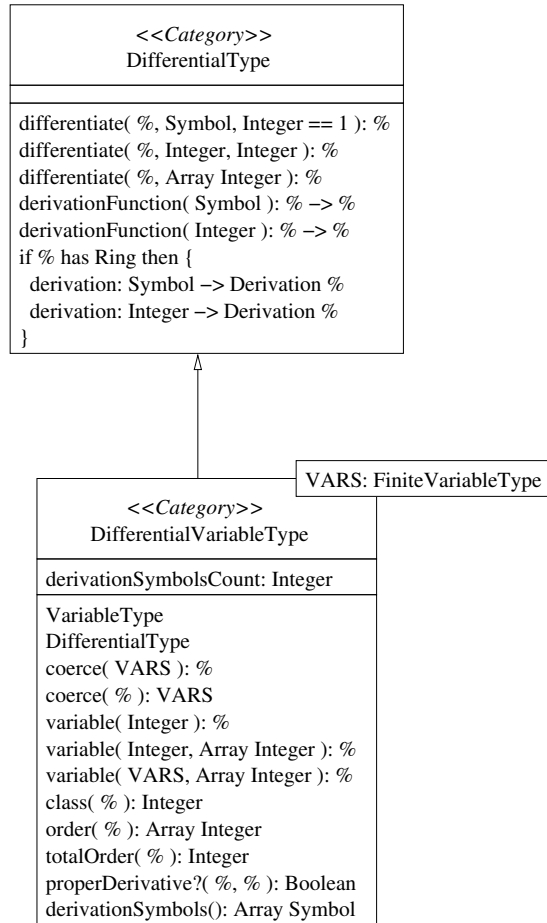 <<Category>>
DifferentialType
differentiate( %, Symbol, Integer == 1 ): %
differentiate( %, Integer, Integer ): %
differentiate( %, Array Integer ): %
derivationFunction( Symbol ): % −> %
derivationFunction( Integer ): % −> %
if % has Ring then {
derivation: Symbol −> Derivation %
derivation: Integer −> Derivation %
}
VARS: FiniteVariableType
<<Category>>
DifferentialVariableType
derivationSymbolsCount: Integer
VariableType
DifferentialType
coerce( VARS ): %
coerce( % ): VARS
variable( Integer ): %
variable( Integer, Array Integer ): %
variable( VARS, Array Integer ): %
class( % ): Integer
order( % ): Array Integer
totalOrder( % ): Integer
properDerivative?( %, % ): Boolean
derivationSymbols(): Array Symbol